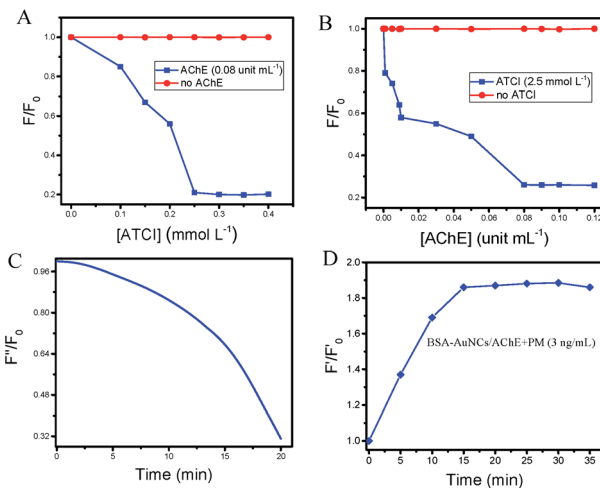 A
F/F0
1.0
0.8
0.6
0.4
0.2
AChE (0.08 unit mL-1)
no AChE
0.0
0.1
0.2
0.3
0.4
[ATCI] (mmol L-1)
B
F/F0
1.0
0.8
0.6
0.4
0.2
ATCI (2.5 mmol L-1)
no ATCI
0.00
0.02
0.04
0.06
0.08
0.10
0.12
[AChE] (unit mL-1)
C
F"/F0
0.96
0.80
0.64
0.48
0.32
0
5
10
15
20
Time (min)
D
F'/F'0
2.0
1.8
1.6
1.4
1.2
1.0
BSA-AuNCs/AChE+PM (3 ng/mL)
0
5
10
15
20
25
30
35
Time (min)